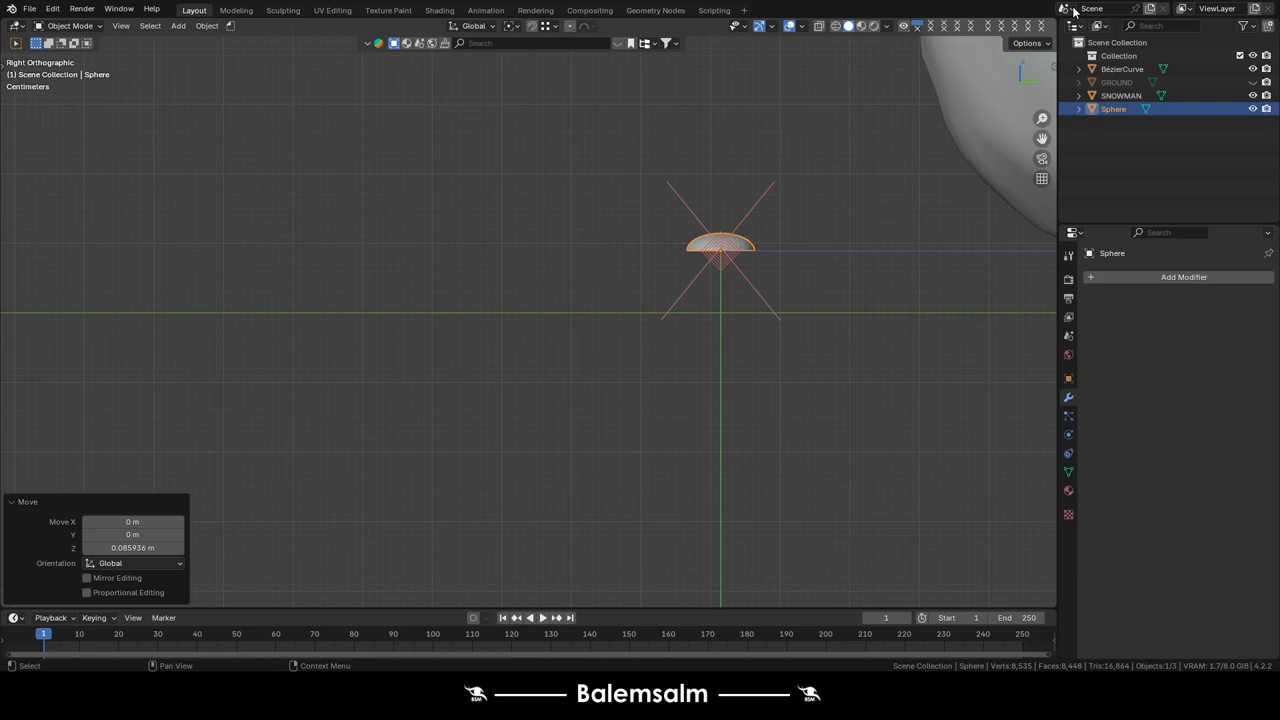 File Edit Render Window Help Layout Modeling Sculpting UV Editing Texture Paint Shading Animation Rendering Compositing Geometry Nodes Scripting + Scene ViewLayer
Object Mode View Select Add Object Global Search
Search Options
Right Orthographic
(1) Scene Collection | Sphere
Centimeters
Z
Scene Collection
Collection
BézierCurve
GROUND
SNOWMAN
Sphere
Search
Sphere
+ Add Modifier
Move
Move X 0 m
Y 0 m
Z 0.085936 m
Orientation Global
Mirror Editing
Proportional Editing
Playback Keying View Marker 1 Start 1 End 250
1 10 20 30 40 50 60 70 80 90 100 110 120 130 140 150 160 170 180 190 200 210 220 230 240 250
Select Pan View Context Menu Scene Collection | Sphere | Verts:8,535 | Faces:8,448 | Tris:16,864 | Objects:1/3 | VRAM: 1.7/8.0 GiB | 4.2.2
BSM Balemsalm BSM